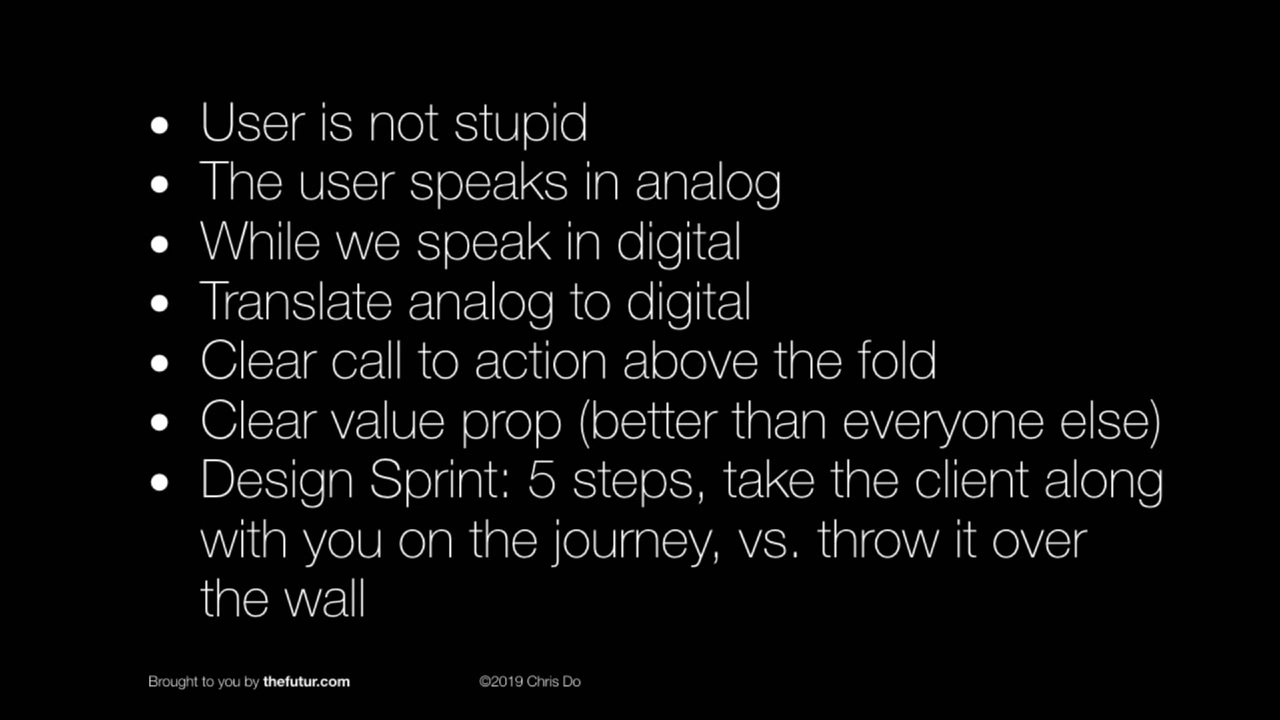 • User is not stupid
• The user speaks in analog
• While we speak in digital
• Translate analog to digital
• Clear call to action above the fold
• Clear value prop (better than everyone else)
• Design Sprint: 5 steps, take the client along
with you on the journey, vs. throw it over
the wall
Brought to you by thefutur.com ©2019 Chris Do